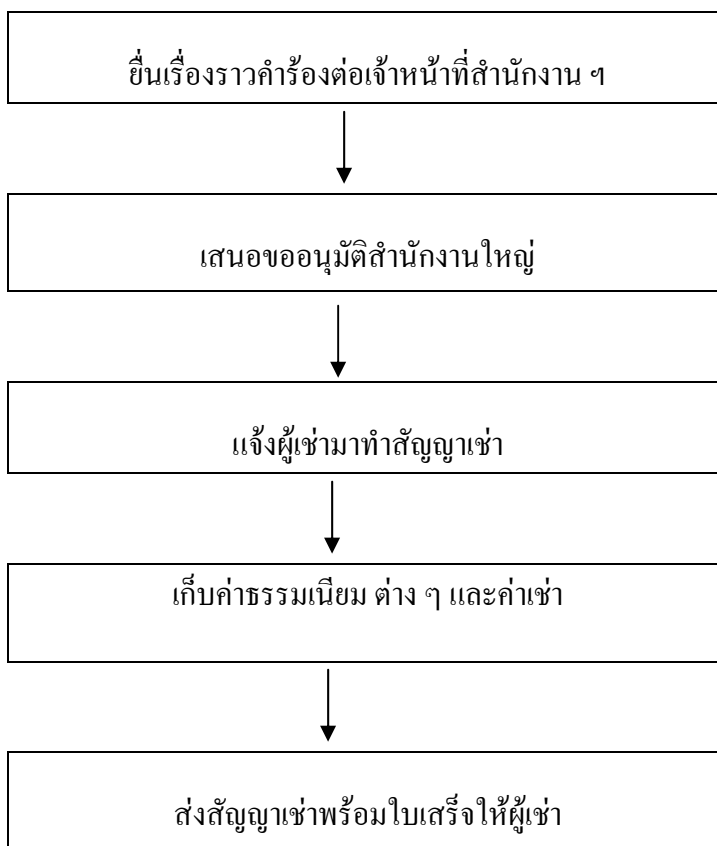 ยื่นเรื่องราวคำร้องต่อเจ้าหน้าที่สำนักงาน ฯ
เสนอขออนุมัติสำนักงานใหญ่
แจ้งผู้เช่ามาทำสัญญาเช่า
เก็บค่าธรรมเนียม ต่าง ๆ และค่าเช่า
ส่งสัญญาเช่าพร้อมใบเสร็จให้ผู้เช่า